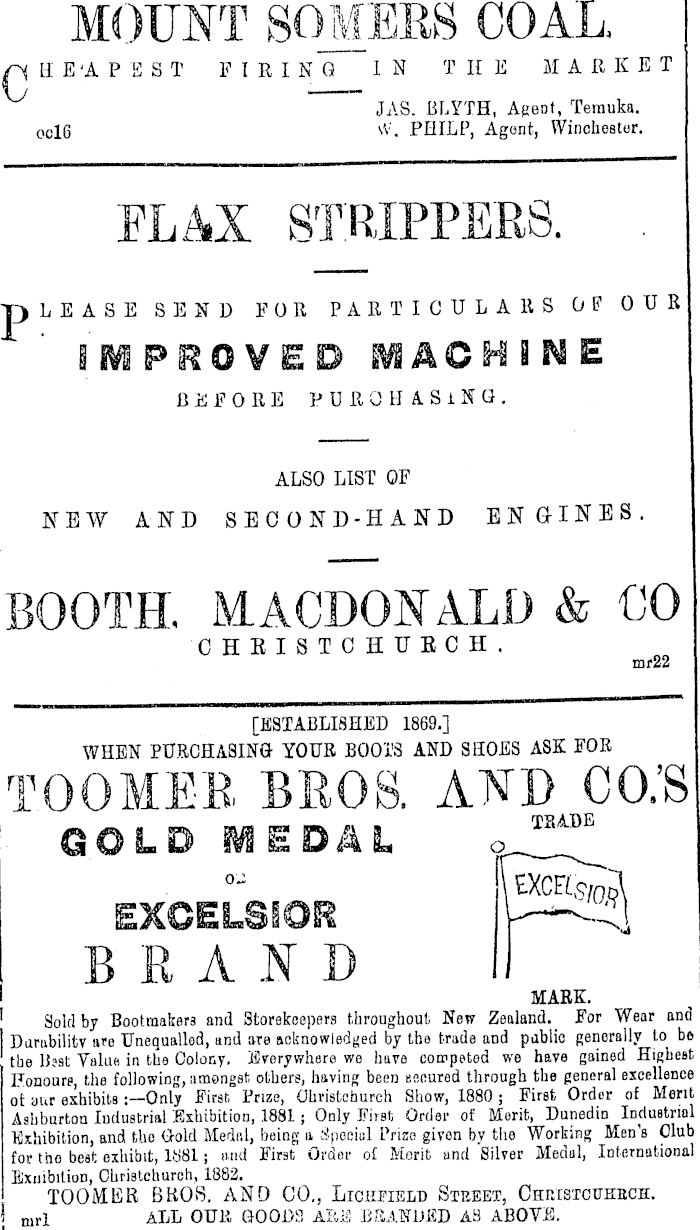 MOUNT SOMERS COAL.
CHEAPEST FIRING IN THE MARKET
JAS. BLYTH, Agent, Temuka.
oc16 W. PHILP, Agent, Winchester.
FLAX STRIPPERS.
PLEASE SEND FOR PARTICULARS OF OUR
IMPROVED MACHINE
BEFORE PURCHASING.
ALSO LIST OF
NEW AND SECOND-HAND ENGINES.
BOOTH, MACDONALD & CO
CHRISTCHURCH.
mr22
[ESTABLISHED 1869.]
WHEN PURCHASING YOUR BOOTS AND SHOES ASK FOR
TOOMER BROS. AND CO.'S
GOLD MEDAL
OR
EXCELSIOR
BRAND
TRADE
EXCELSIOR
MARK.
Sold by Bootmakers and Storekeepers throughout New Zealand. For Wear and
Durability are Unequalled, and are acknowledged by the trade and public generally to be
the Best Value in the Colony. Everywhere we have competed we have gained Highest
Honours, the following, amongst others, having been secured through the general excellence
of our exhibits :—Only First Prize, Christchurch Show, 1880 ; First Order of Merit
Ashburton Industrial Exhibition, 1881 ; Only First Order of Merit, Dunedin Industrial
Exhibition, and the Gold Medal, being a Special Prize given by the Working Men's Club
for the best exhibit, 1881 ; and First Order of Merit and Silver Medal, International
Exhibition, Christchurch, 1882.
TOOMER BROS. AND CO., LICHFIELD STREET, CHRISTCUHRCH.
mr1 ALL OUR GOODS ARE BRANDED AS ABOVE.